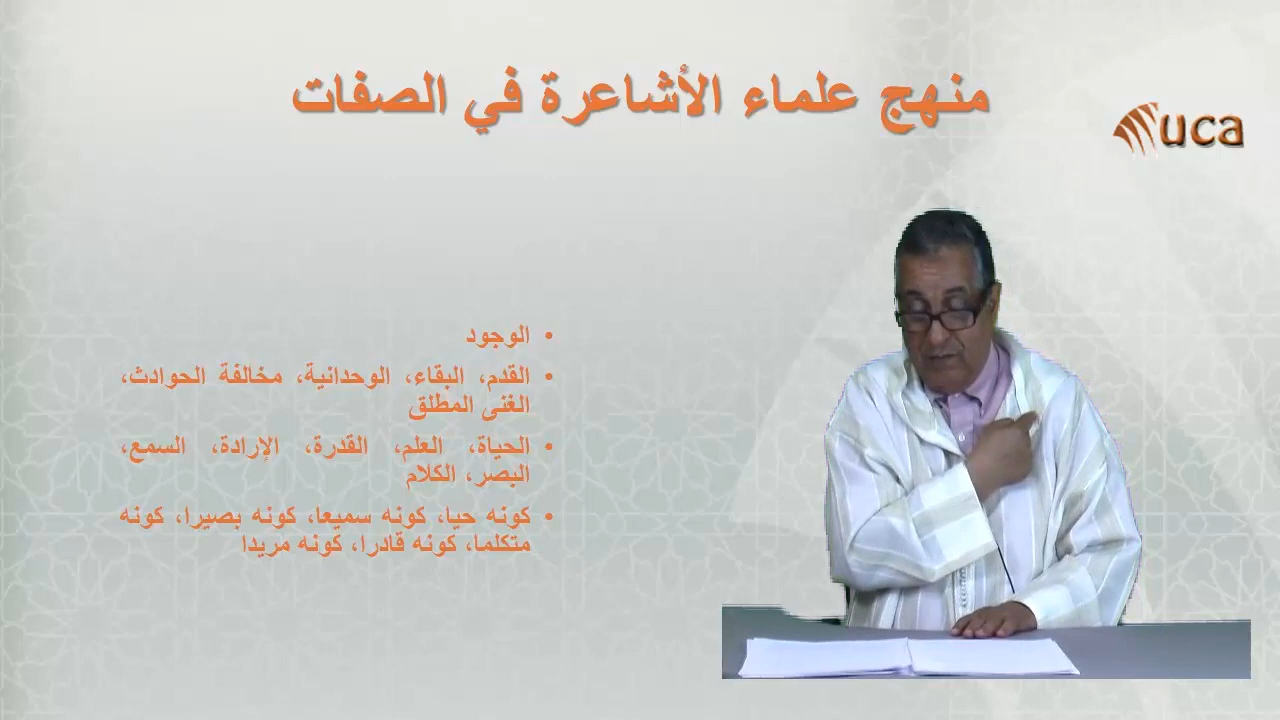 منهج علماء الأشاعرة في الصفات
uca
• الوجود
• القدم، البقاء، الوحدانية، مخالفة الحوادث،
الغنى المطلق
• الحياة، العلم، القدرة، الإرادة، السمع،
البصر، الكلام
• كونه حيا، كونه سميعا، كونه بصيرا، كونه
متكلما، كونه قادرا، كونه مريدا